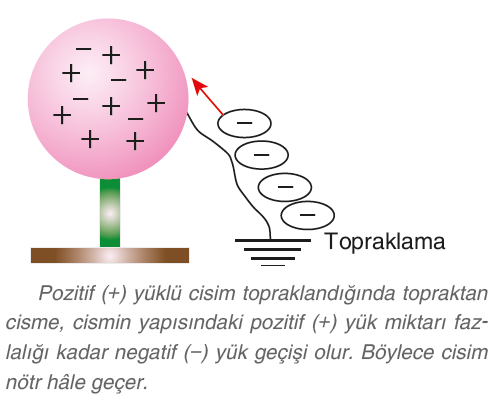 Topraklama
Pozitif (+) yüklü cisim topraklandığında topraktan
cisme, cismin yapısındaki pozitif (+) yük miktarı faz-
lalığı kadar negatif (–) yük geçişi olur. Böylece cisim
nötr hâle geçer.